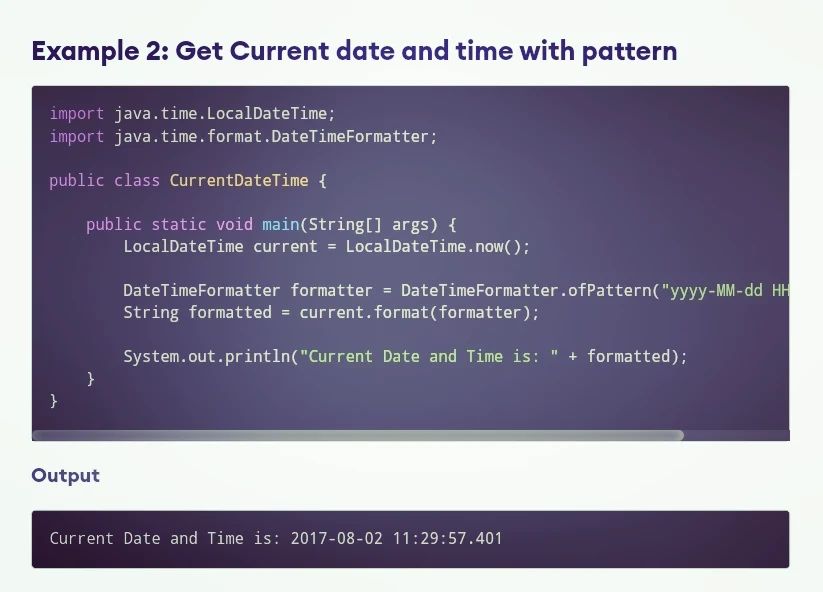 Example 2: Get Current date and time with pattern
import java.time.LocalDateTime;
import java.time.format.DateTimeFormatter;
public class CurrentDateTime {
public static void main(String[] args) {
LocalDateTime current = LocalDateTime.now();
DateTimeFormatter formatter = DateTimeFormatter.ofPattern("yyyy-MM-dd HH
String formatted = current.format(formatter);
System.out.println("Current Date and Time is: " + formatted);
}
}
Output
Current Date and Time is: 2017-08-02 11:29:57.401